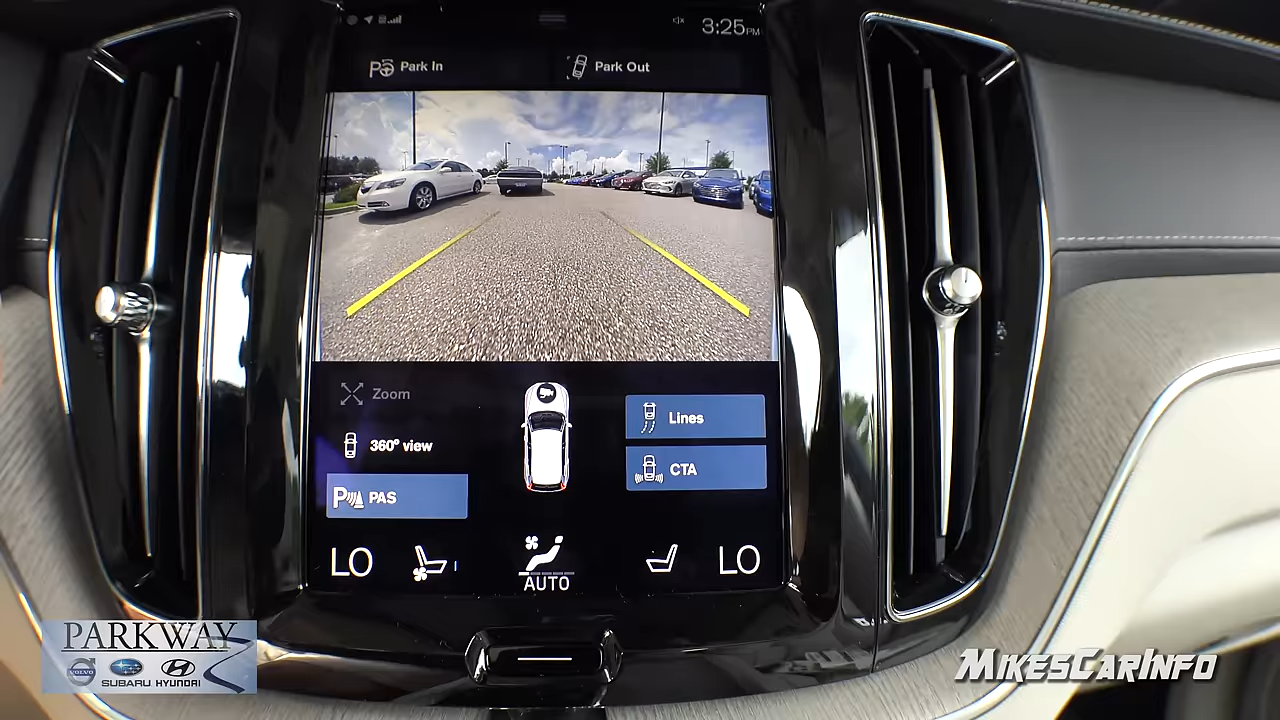 3:25PM
Park In
Park Out
Zoom
360° view
PAS
Lines
CTA
LO
AUTO
LO
PARKWAY
VOLVO
SUBARU HYUNDAI
MIKESCARINFO